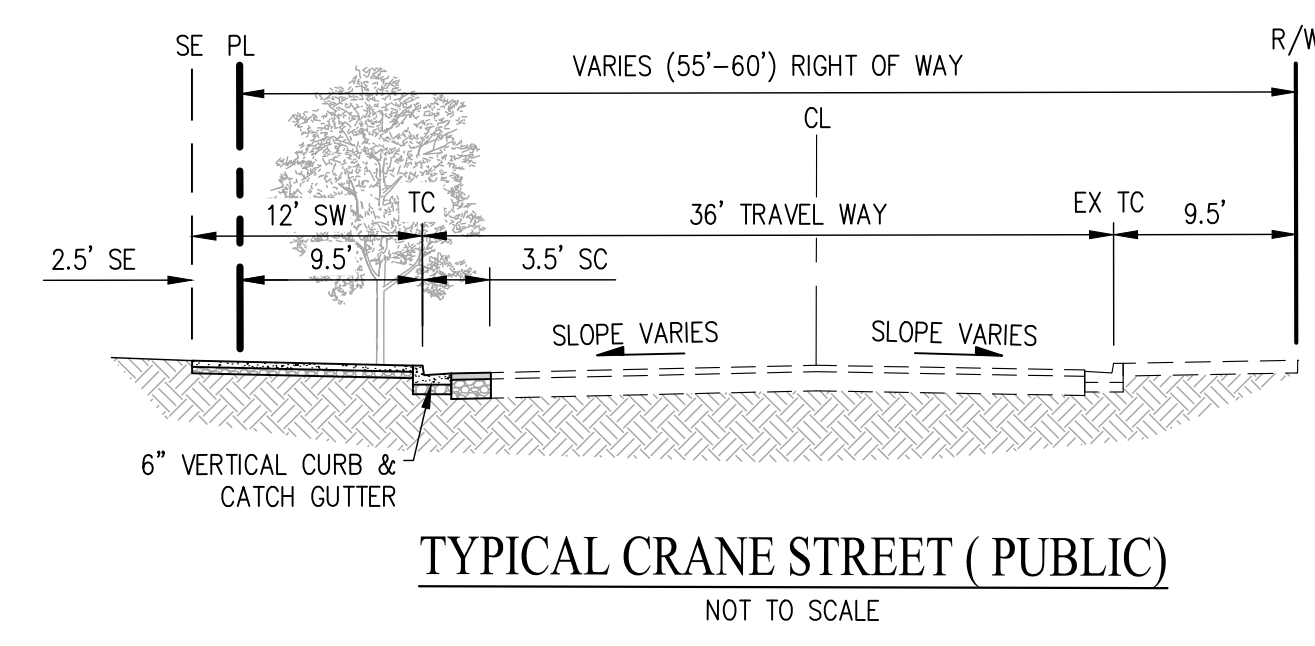 SE PL
R/W
VARIES (55'-60') RIGHT OF WAY
CL
12' SW
TC
36' TRAVEL WAY
EX TC
9.5'
2.5' SE
9.5'
3.5' SC
SLOPE VARIES
SLOPE VARIES
6" VERTICAL CURB &
CATCH GUTTER
TYPICAL CRANE STREET ( PUBLIC)
NOT TO SCALE